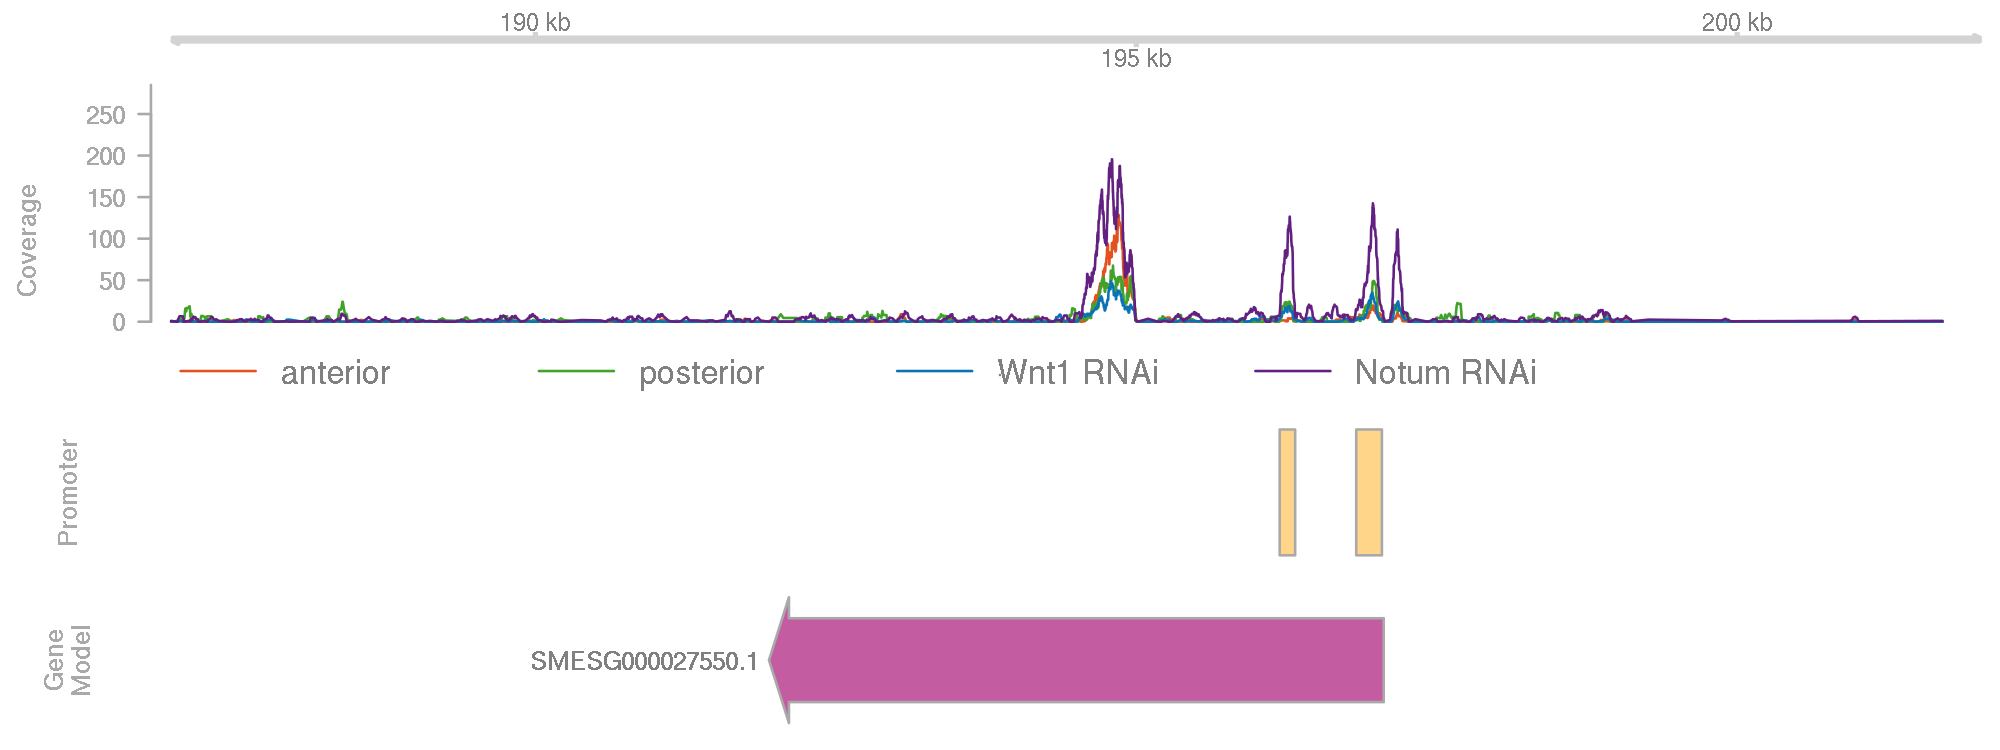 190 kb
200 kb
195 kb
Coverage
250
200
150
100
50
0
anterior
posterior
Wnt1 RNAi
Notum RNAi
Promoter
Gene
Model
SMESG000027550.1